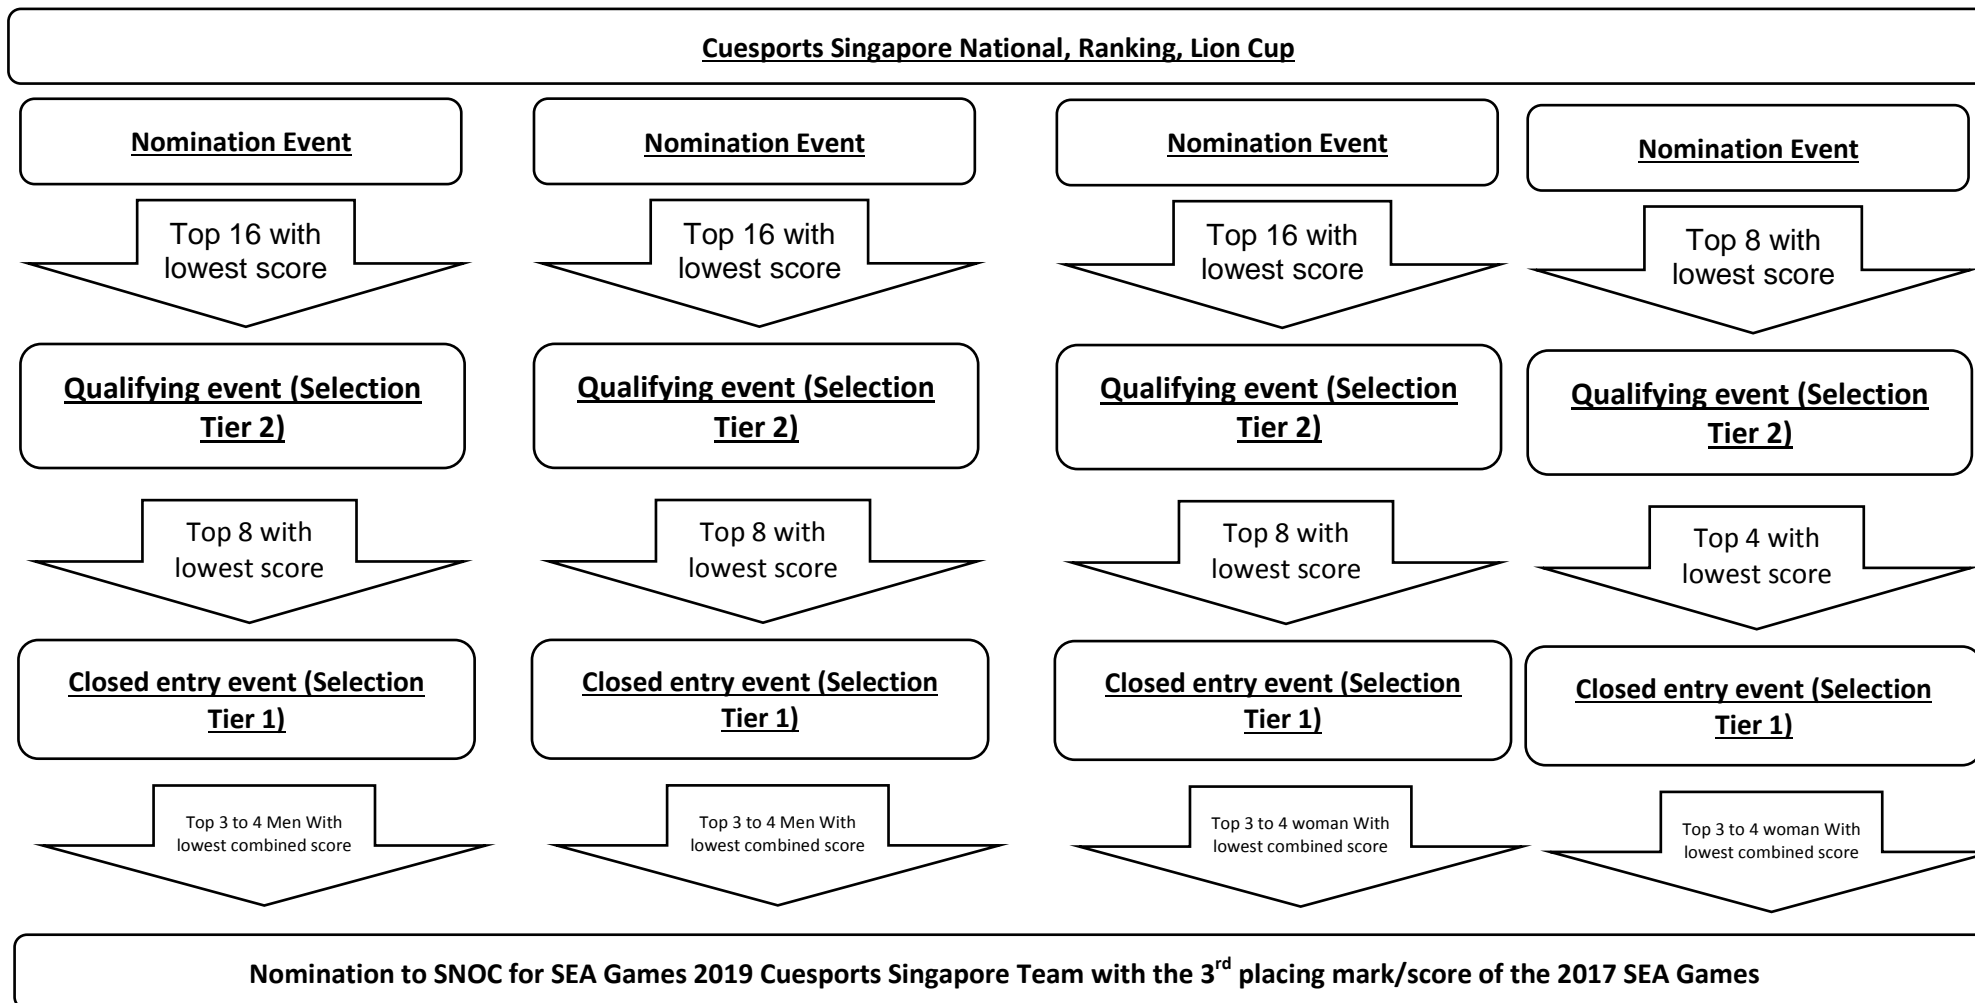 Cuesports Singapore National, Ranking, Lion Cup
Nomination Event
Nomination Event
Nomination Event
Nomination Event
Top 16 with
lowest score
Top 16 with
lowest score
Top 16 with
lowest score
Top 8 with
lowest score
Qualifying event (Selection
Tier 2)
Qualifying event (Selection
Tier 2)
Qualifying event (Selection
Tier 2)
Qualifying event (Selection
Tier 2)
Top 8 with
lowest score
Top 8 with
lowest score
Top 8 with
lowest score
Top 4 with
lowest score
Closed entry event (Selection
Tier 1)
Closed entry event (Selection
Tier 1)
Closed entry event (Selection
Tier 1)
Closed entry event (Selection
Tier 1)
Top 3 to 4 Men With
lowest combined score
Top 3 to 4 Men With
lowest combined score
Top 3 to 4 woman With
lowest combined score
Top 3 to 4 woman With
lowest combined score
Nomination to SNOC for SEA Games 2019 Cuesports Singapore Team with the 3rd placing mark/score of the 2017 SEA Games